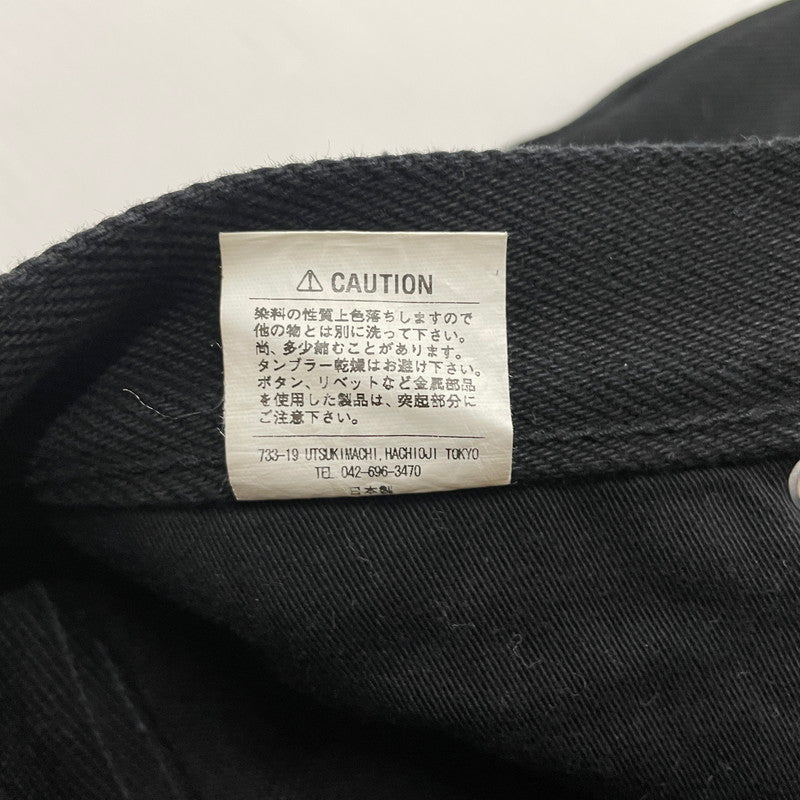 ⚠ CAUTION
染料の性質上色落ちしますので
他の物とは別に洗って下さい。
尚、多少縮むことがあります。
タンブラー乾燥はお避け下さい。
ボタン、リベットなど金属部品
を使用した製品は、突起部分に
ご注意下さい。
733-19 UTSUKIMACHI, HACHIOJI TOKYO
TEL 042-696-3470
日本製